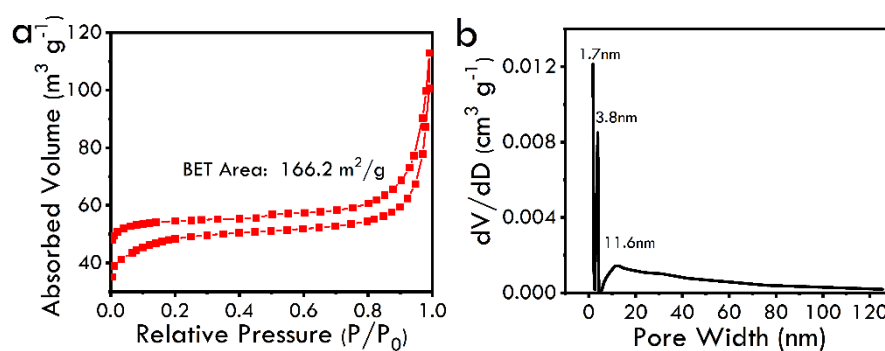 a
Absorbed Volume (m³ g⁻¹)
120
100
80
60
40
BET Area: 166.2 m²/g
0.0 0.2 0.4 0.6 0.8 1.0
Relative Pressure (P/P₀)
b
dV/dD (cm³ g⁻¹)
0.012
0.008
0.004
0.000
1.7nm
3.8nm
11.6nm
0 20 40 60 80 100 120
Pore Width (nm)